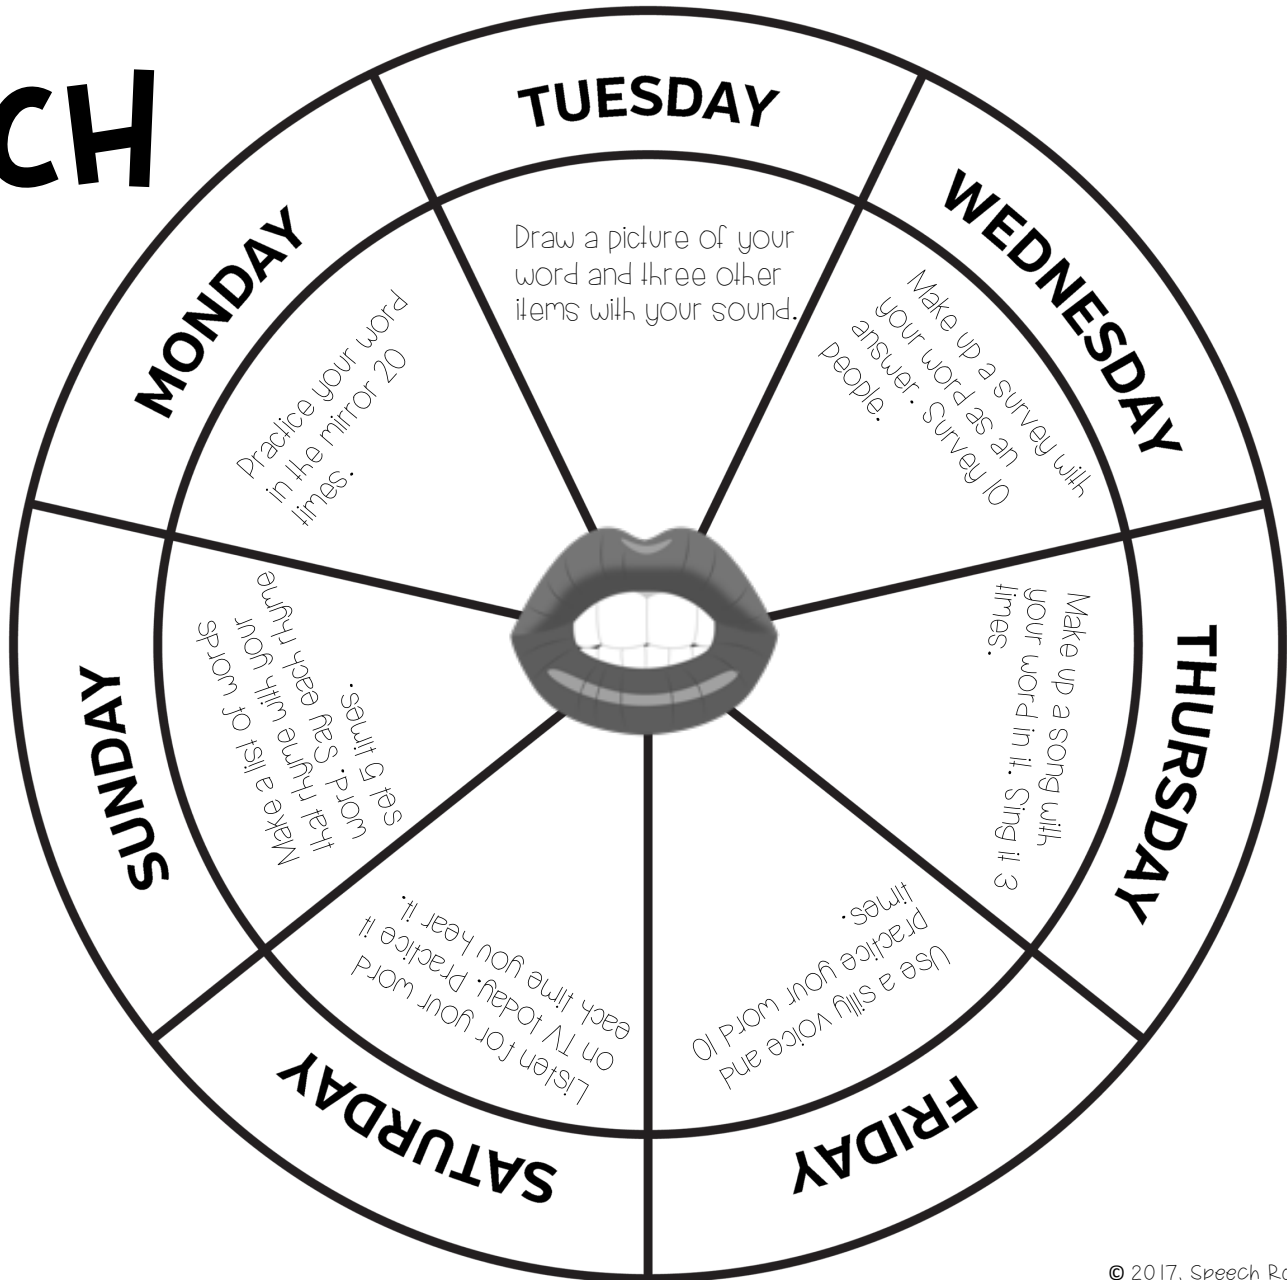 CH
MONDAY
Practice your word
in the mirror 20
times.
TUESDAY
Draw a picture of your
word and three other
items with your sound.
WEDNESDAY
Make up a survey with
your word as an
answer. Survey 10
people.
THURSDAY
Make up a song with
your word in it. Sing it 3
times.
FRIDAY
Use a silly voice and
practice your word 10
times.
SATURDAY
Listen for your word
on TV today. Practice it
each time you hear it.
SUNDAY
Make a list of words
that rhyme with your
word. Say each rhyme
set 5 times.
© 2017. Speech